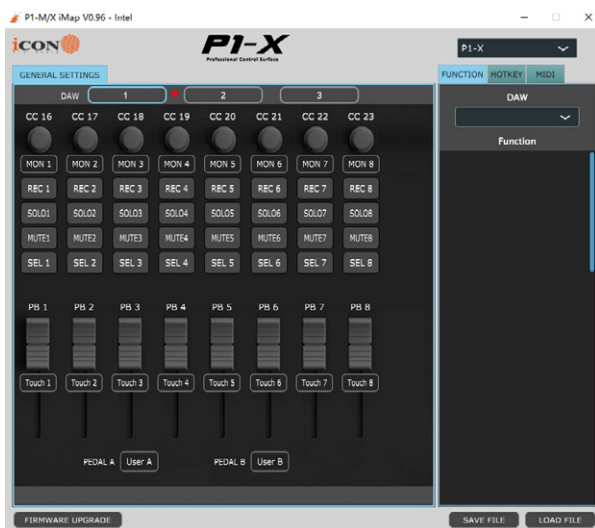 P1-M/X iMap V0.96 - Intel
iCON
P1-X
Professional Control Surface
P1-X
GENERAL SETTINGS
FUNCTION HOTKEY MIDI
DAW 1 2 3
DAW
CC 16 CC 17 CC 18 CC 19 CC 20 CC 21 CC 22 CC 23
Function
MON 1 MON 2 MON 3 MON 4 MON 5 MON 6 MON 7 MON 8
REC 1 REC 2 REC 3 REC 4 REC 5 REC 6 REC 7 REC 8
SOLO1 SOLO2 SOLO3 SOLO4 SOLO5 SOLO6 SOLO7 SOLO8
MUTE1 MUTE2 MUTE3 MUTE4 MUTE5 MUTE6 MUTE7 MUTE8
SEL 1 SEL 2 SEL 3 SEL 4 SEL 5 SEL 6 SEL 7 SEL 8
PB 1 PB 2 PB 3 PB 4 PB 5 PB 6 PB 7 PB 8
Touch 1 Touch 2 Touch 3 Touch 4 Touch 5 Touch 6 Touch 7 Touch 8
PEDAL A User A PEDAL B User B
FIRMWARE UPGRADE SAVE FILE LOAD FILE